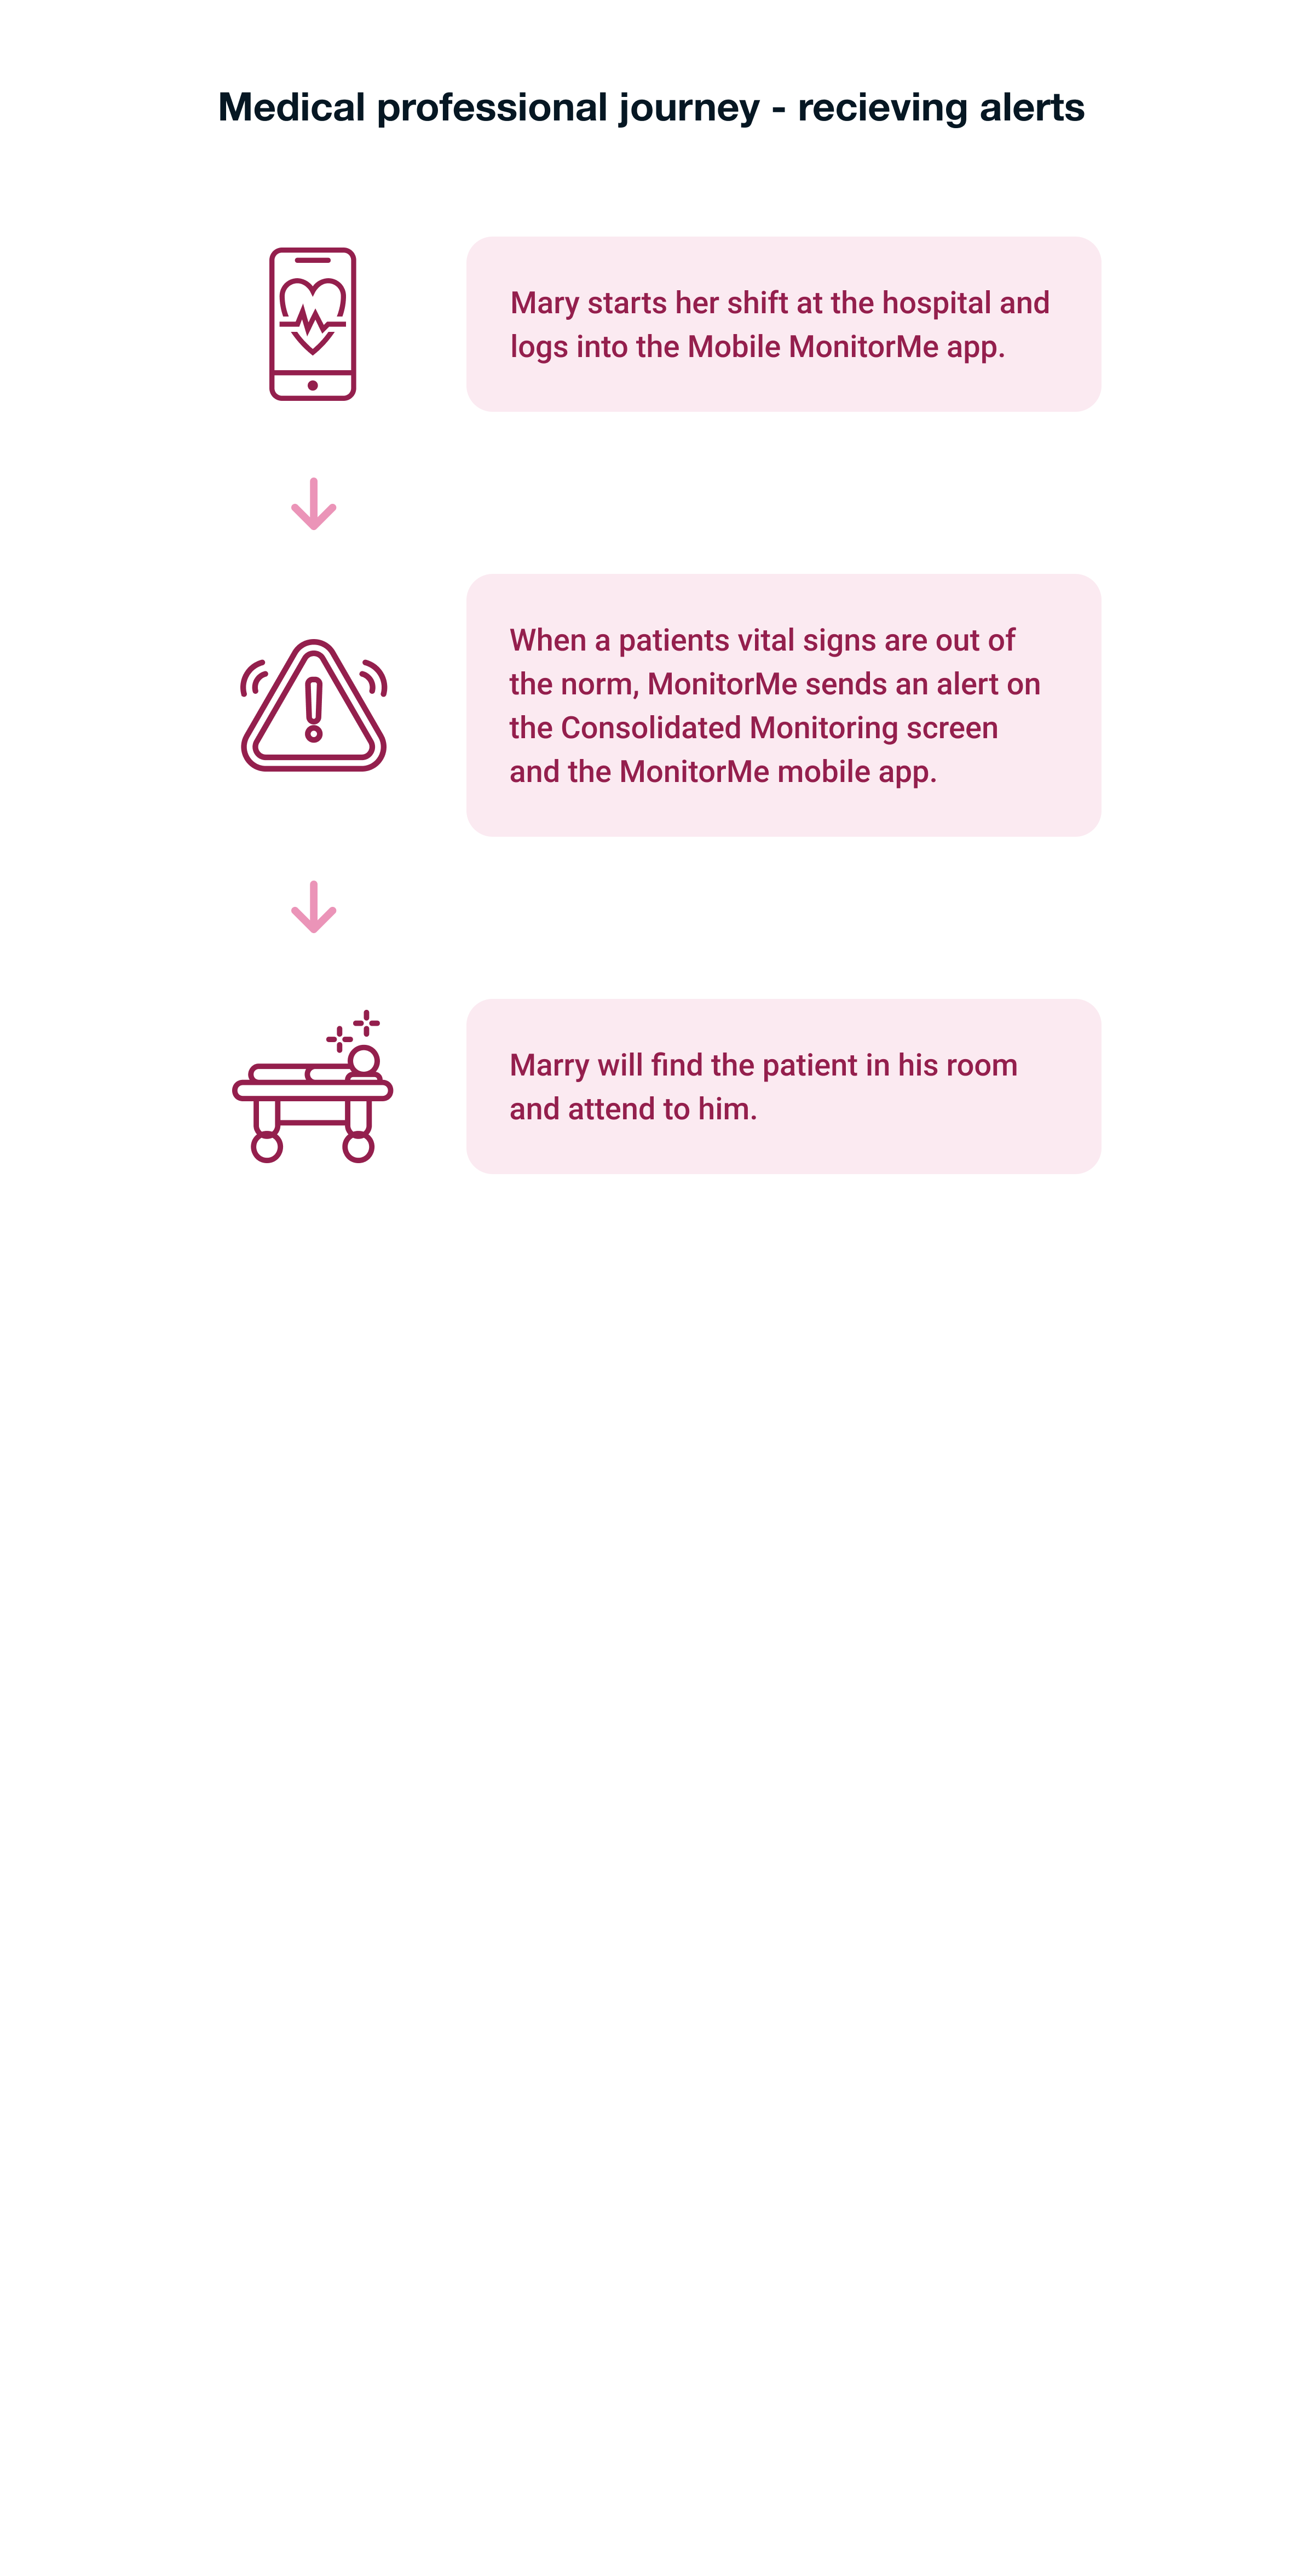 Medical professional journey - recieving alerts
Mary starts her shift at the hospital and
logs into the Mobile MonitorMe app.
When a patients vital signs are out of
the norm, MonitorMe sends an alert on
the Consolidated Monitoring screen
and the MonitorMe mobile app.
Marry will find the patient in his room
and attend to him.